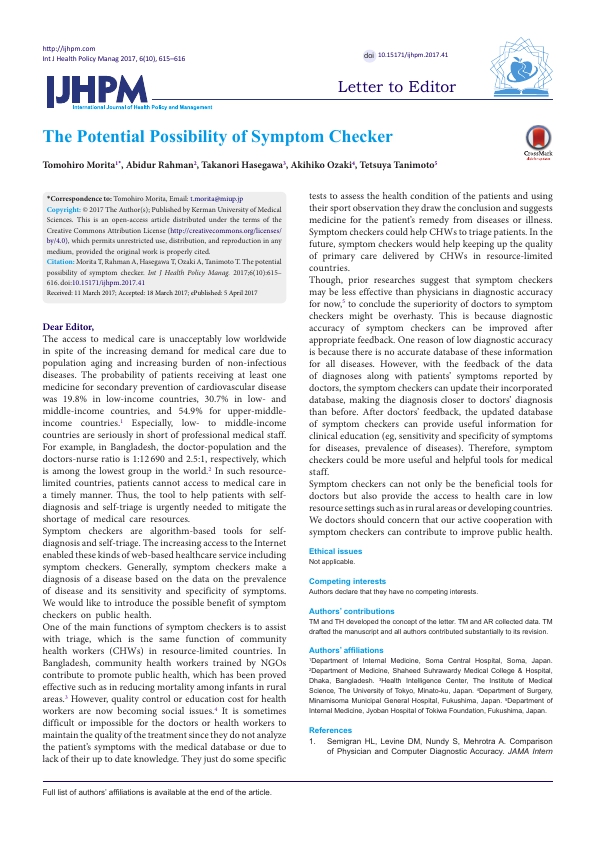 http://ijhpm.com
Int J Health Policy Manag 2017, 6(10), 615–616
doi 10.15171/ijhpm.2017.41
IJHPM
International Journal of Health Policy and Management
Letter to Editor
The Potential Possibility of Symptom Checker
CrossMark
Tomohiro Morita1*, Abidur Rahman2, Takanori Hasegawa3, Akihiko Ozaki4, Tetsuya Tanimoto5
*Correspondence to: Tomohiro Morita, Email: t.morita@miup.jp
Copyright: © 2017 The Author(s); Published by Kerman University of Medical
Sciences. This is an open-access article distributed under the terms of the
Creative Commons Attribution License (http://creativecommons.org/licenses/
by/4.0), which permits unrestricted use, distribution, and reproduction in any
medium, provided the original work is properly cited.
Citation: Morita T, Rahman A, Hasegawa T, Ozaki A, Tanimoto T. The potential
possibility of symptom checker. Int J Health Policy Manag. 2017;6(10):615–
616. doi:10.15171/ijhpm.2017.41
Received: 11 March 2017; Accepted: 18 March 2017; ePublished: 5 April 2017
Dear Editor,
The access to medical care is unacceptably low worldwide
in spite of the increasing demand for medical care due to
population aging and increasing burden of non-infectious
diseases. The probability of patients receiving at least one
medicine for secondary prevention of cardiovascular disease
was 19.8% in low-income countries, 30.7% in low- and
middle-income countries, and 54.9% for upper-middle-
income countries.1 Especially, low- to middle-income
countries are seriously in short of professional medical staff.
For example, in Bangladesh, the doctor-population and the
doctors-nurse ratio is 1:12 690 and 2.5:1, respectively, which
is among the lowest group in the world.2 In such resource-
limited countries, patients cannot access to medical care in
a timely manner. Thus, the tool to help patients with self-
diagnosis and self-triage is urgently needed to mitigate the
shortage of medical care resources.
Symptom checkers are algorithm-based tools for self-
diagnosis and self-triage. The increasing access to the Internet
enabled these kinds of web-based healthcare service including
symptom checkers. Generally, symptom checkers make a
diagnosis of a disease based on the data on the prevalence
of disease and its sensitivity and specificity of symptoms.
We would like to introduce the possible benefit of symptom
checkers on public health.
One of the main functions of symptom checkers is to assist
with triage, which is the same function of community
health workers (CHWs) in resource-limited countries. In
Bangladesh, community health workers trained by NGOs
contribute to promote public health, which has been proved
effective such as in reducing mortality among infants in rural
areas.3 However, quality control or education cost for health
workers are now becoming social issues.4 It is sometimes
difficult or impossible for the doctors or health workers to
maintain the quality of the treatment since they do not analyze
the patient's symptoms with the medical database or due to
lack of their up to date knowledge. They just do some specific
tests to assess the health condition of the patients and using
their sport observation they draw the conclusion and suggests
medicine for the patient's remedy from diseases or illness.
Symptom checkers could help CHWs to triage patients. In the
future, symptom checkers would help keeping up the quality
of primary care delivered by CHWs in resource-limited
countries.
Though, prior researches suggest that symptom checkers
may be less effective than physicians in diagnostic accuracy
for now,5 to conclude the superiority of doctors to symptom
checkers might be overhasty. This is because diagnostic
accuracy of symptom checkers can be improved after
appropriate feedback. One reason of low diagnostic accuracy
is because there is no accurate database of these information
for all diseases. However, with the feedback of the data
of diagnoses along with patients' symptoms reported by
doctors, the symptom checkers can update their incorporated
database, making the diagnosis closer to doctors' diagnosis
than before. After doctors' feedback, the updated database
of symptom checkers can provide useful information for
clinical education (eg, sensitivity and specificity of symptoms
for diseases, prevalence of diseases). Therefore, symptom
checkers could be more useful and helpful tools for medical
staff.
Symptom checkers can not only be the beneficial tools for
doctors but also provide the access to health care in low
resource settings such as in rural areas or developing countries.
We doctors should concern that our active cooperation with
symptom checkers can contribute to improve public health.
Ethical issues
Not applicable.
Competing interests
Authors declare that they have no competing interests.
Authors' contributions
TM and TH developed the concept of the letter. TM and AR collected data. TM
drafted the manuscript and all authors contributed substantially to its revision.
Authors' affiliations
1Department of Internal Medicine, Soma Central Hospital, Soma, Japan.
2Department of Medicine, Shaheed Suhrawardy Medical College & Hospital,
Dhaka, Bangladesh. 3Health Intelligence Center, The Institute of Medical
Science, The University of Tokyo, Minato-ku, Japan. 4Department of Surgery,
Minamisoma Municipal General Hospital, Fukushima, Japan. 5Department of
Internal Medicine, Jyoban Hospital of Tokiwa Foundation, Fukushima, Japan.
References
1. Semigran HL, Levine DM, Nundy S, Mehrotra A. Comparison
of Physician and Computer Diagnostic Accuracy. JAMA Intern
Full list of authors' affiliations is available at the end of the article.